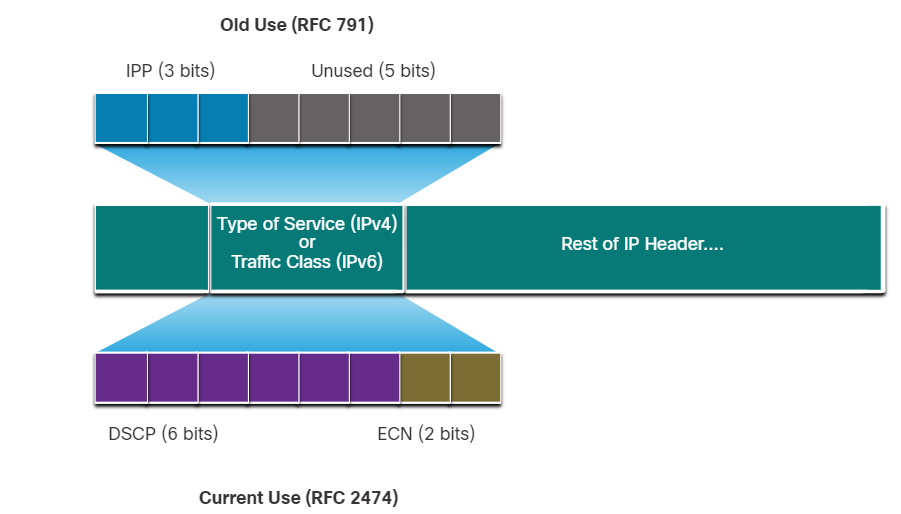 Old Use (RFC 791)
IPP (3 bits)
Unused (5 bits)
Type of Service (IPv4)
or
Traffic Class (IPv6)
Rest of IP Header....
DSCP (6 bits)
ECN (2 bits)
Current Use (RFC 2474)